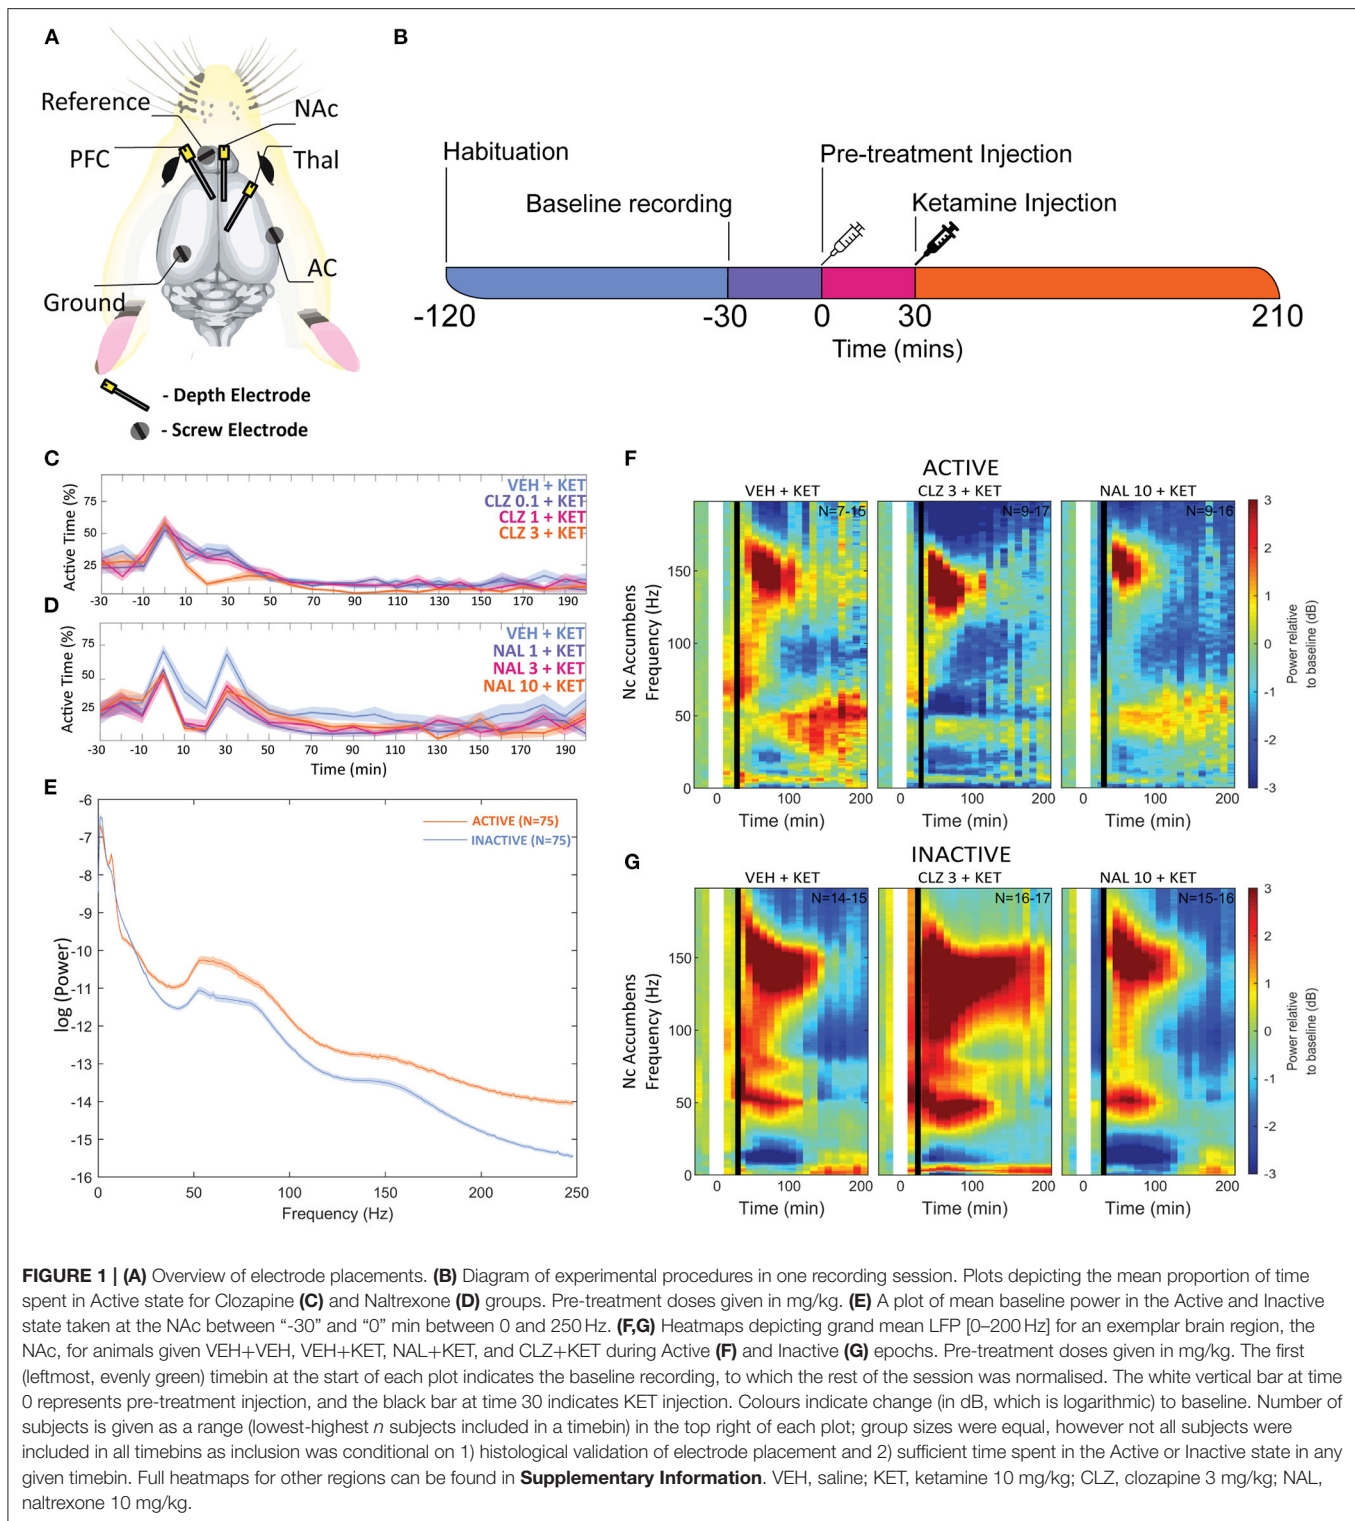 A
Reference
NAc
PFC
Thal
AC
Ground
- Depth Electrode
- Screw Electrode
B
Habituation
Pre-treatment Injection
Baseline recording
Ketamine Injection
-120
-30
0
30
210
Time (mins)
C
Active Time (%)
75
50
25
VEH + KET
CLZ 0.1 + KET
CLZ 1 + KET
CLZ 3 + KET
-30 -10 10 30 50 70 90 110 130 150 170 190
D
Active Time (%)
75
50
25
VEH + KET
NAL 1 + KET
NAL 3 + KET
NAL 10 + KET
-30 -10 10 30 50 70 90 110 130 150 170 190
Time (min)
E
log (Power)
-6
-7
-8
-9
-10
-11
-12
-13
-14
-15
-16
ACTIVE (N=75)
INACTIVE (N=75)
0 50 100 150 200 250
Frequency (Hz)
F
ACTIVE
VEH + KET
CLZ 3 + KET
NAL 10 + KET
N=7-15
N=9-17
N=9-16
Nc Accumbens
Frequency (Hz)
150
100
50
0
0 100 200
0 100 200
0 100 200
Time (min)
Time (min)
Time (min)
3
2
1
0
-1
-2
-3
Power relative
to baseline (dB)
G
INACTIVE
VEH + KET
CLZ 3 + KET
NAL 10 + KET
N=14-15
N=16-17
N=15-16
Nc Accumbens
Frequency (Hz)
150
100
50
0
0 100 200
0 100 200
0 100 200
Time (min)
Time (min)
Time (min)
3
2
1
0
-1
-2
-3
Power relative
to baseline (dB)
FIGURE 1 | (A) Overview of electrode placements. (B) Diagram of experimental procedures in one recording session. Plots depicting the mean proportion of time
spent in Active state for Clozapine (C) and Naltrexone (D) groups. Pre-treatment doses given in mg/kg. (E) A plot of mean baseline power in the Active and Inactive
state taken at the NAc between “-30” and “0” min between 0 and 250 Hz. (F,G) Heatmaps depicting grand mean LFP [0–200 Hz] for an exemplar brain region, the
NAc, for animals given VEH+VEH, VEH+KET, NAL+KET, and CLZ+KET during Active (F) and Inactive (G) epochs. Pre-treatment doses given in mg/kg. The first
(leftmost, evenly green) timebin at the start of each plot indicates the baseline recording, to which the rest of the session was normalised. The white vertical bar at time
0 represents pre-treatment injection, and the black bar at time 30 indicates KET injection. Colours indicate change (in dB, which is logarithmic) to baseline. Number of
subjects is given as a range (lowest-highest n subjects included in a timebin) in the top right of each plot; group sizes were equal, however not all subjects were
included in all timebins as inclusion was conditional on 1) histological validation of electrode placement and 2) sufficient time spent in the Active or Inactive state in any
given timebin. Full heatmaps for other regions can be found in Supplementary Information. VEH, saline; KET, ketamine 10 mg/kg; CLZ, clozapine 3 mg/kg; NAL,
naltrexone 10 mg/kg.